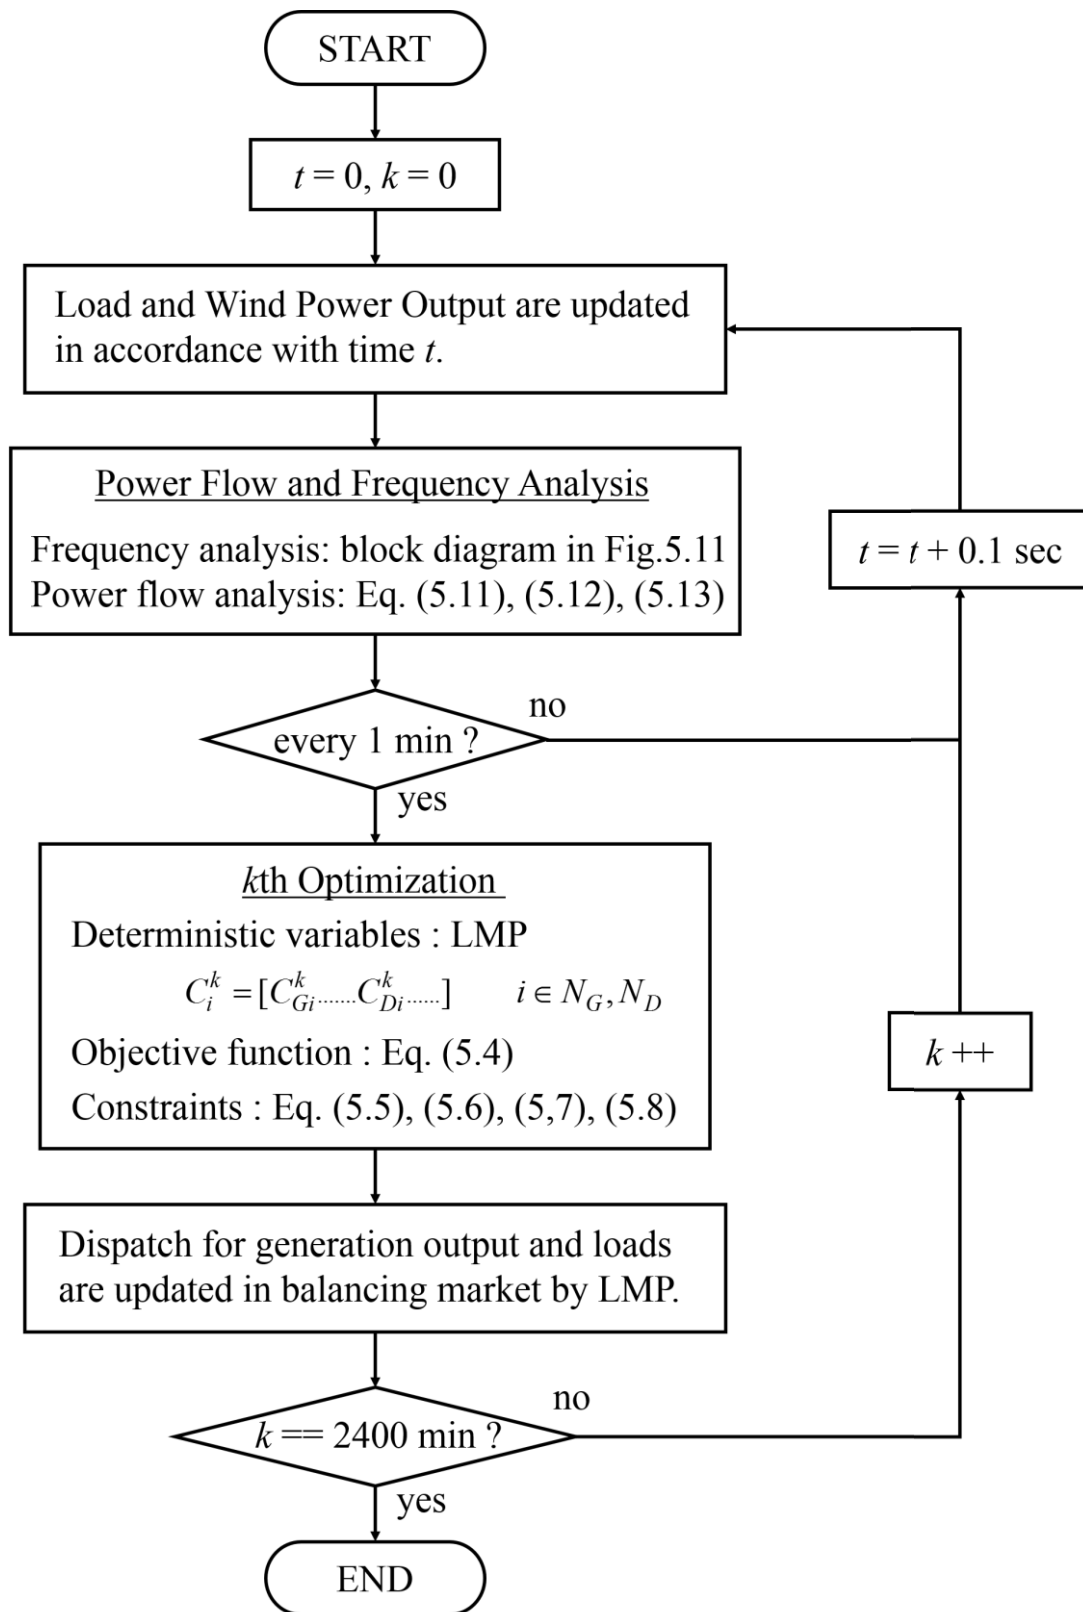 START
t = 0, k = 0
Load and Wind Power Output are updated
in accordance with time t.
Power Flow and Frequency Analysis
Frequency analysis: block diagram in Fig.5.11
Power flow analysis: Eq. (5.11), (5.12), (5.13)
t = t + 0.1 sec
no
every 1 min ?
yes
kth Optimization
Deterministic variables : LMP
C_i^k = [C_{Gi}^k ....... C_{Di}^k ......] i ∈ N_G, N_D
Objective function : Eq. (5.4)
Constraints : Eq. (5.5), (5.6), (5,7), (5.8)
k ++
Dispatch for generation output and loads
are updated in balancing market by LMP.
no
k == 2400 min ?
yes
END